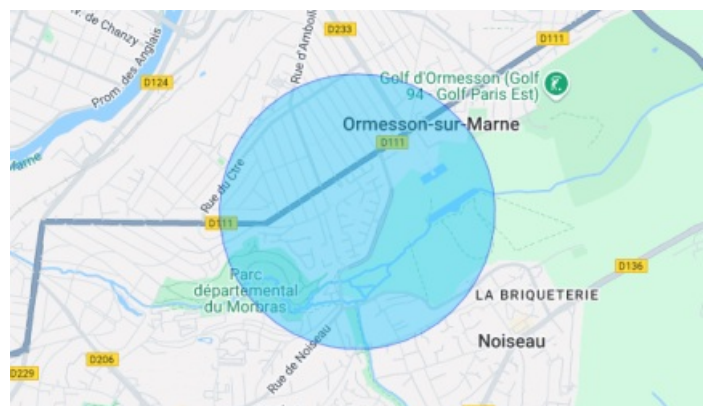 Av. de Chanzy
Prom. des Anglais
D124
Marne
D233
Rue d'Amboi
D111
Golf d'Ormesson (Golf
94 - Golf Paris Est)
Ormesson-sur-Marne
D111
Rue du Ctre
D111
Parc
départemental
du Morbras
D136
LA BRIQUETERIE
Noiseau
Rue de Noiseau
D206
D229